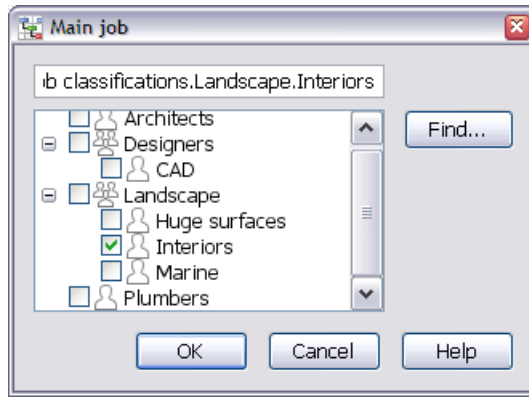 Main job
classifications.Landscape.Interiors
Architects
Find...
Designers
CAD
Landscape
Huge surfaces
Interiors
Marine
Plumbers
OK
Cancel
Help